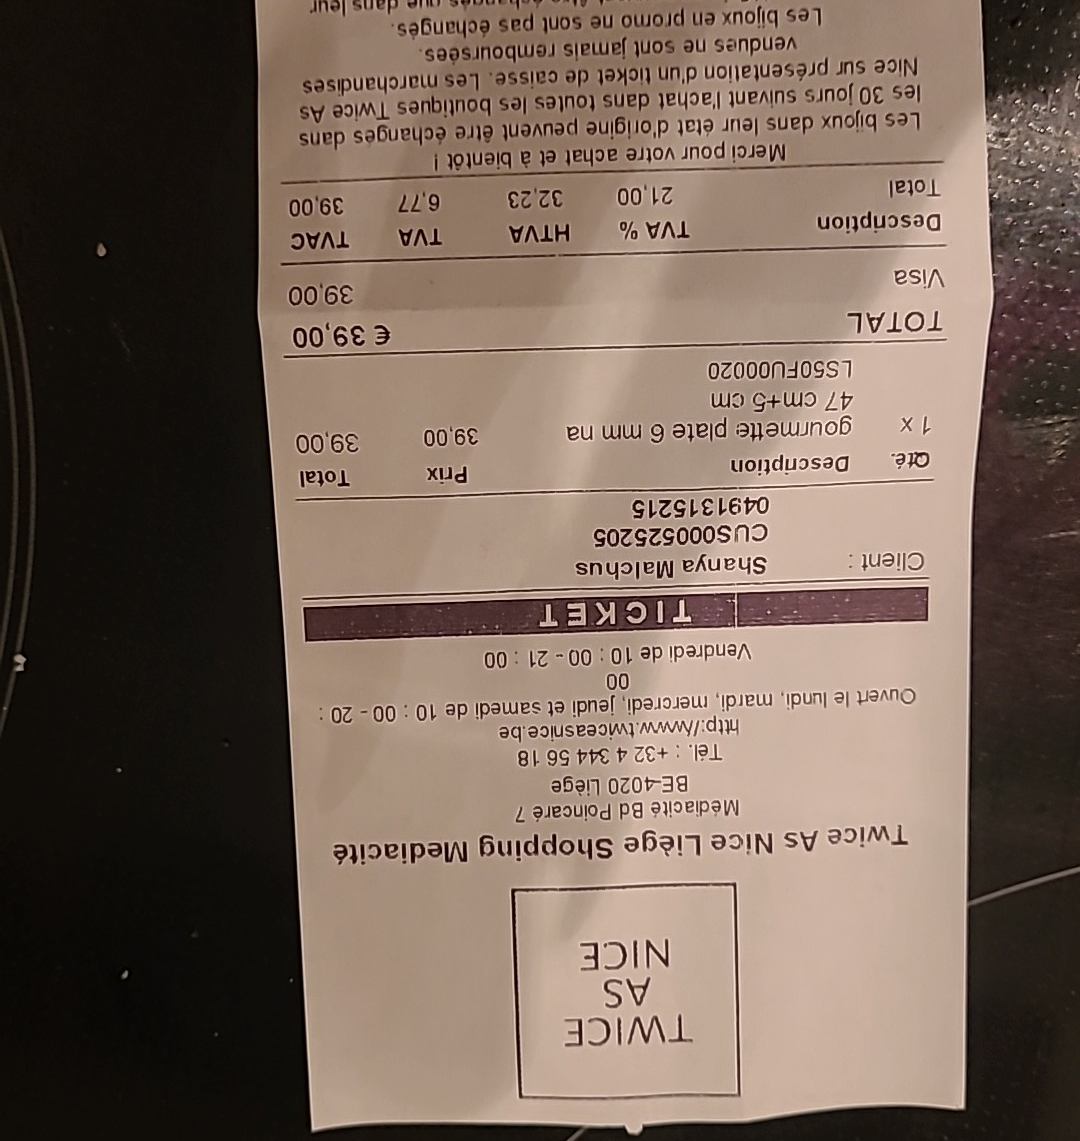 TWICE
AS
NICE
Twice As Nice Liège Shopping Mediacité
Médiacité Bd Poincaré 7
BE-4020 Liège
Tél. : +32 4 344 56 18
http://www.twiceasnice.be
Ouvert le lundi, mardi, mercredi, jeudi et samedi de 10 : 00 - 20 :
00
Vendredi de 10 : 00 - 21 : 00
TICKET
Client : Shanya Malchus
CUS000525205
0491315215
Qté. Description Prix Total
1 x gourmette plate 6 mm na 39,00 39,00
47 cm+5 cm
LS50FU00020
TOTAL € 39,00
Visa 39,00
Description TVA % HTVA TVA TVAC
Total 21,00 32,23 6,77 39,00
Merci pour votre achat et à bientôt !
Les bijoux dans leur état d'origine peuvent être échangés dans
les 30 jours suivant l'achat dans toutes les boutiques Twice As
Nice sur présentation d'un ticket de caisse. Les marchandises
vendues ne sont jamais remboursées.
Les bijoux en promo ne sont pas échangés.
être échangés que dans leur